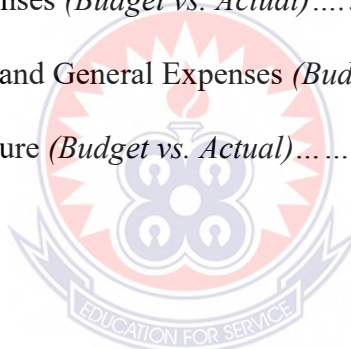 nses (Budget vs. Actual)…..
and General Expenses (Bud
ure (Budget vs. Actual)……
EDUCATION FOR SERVICE